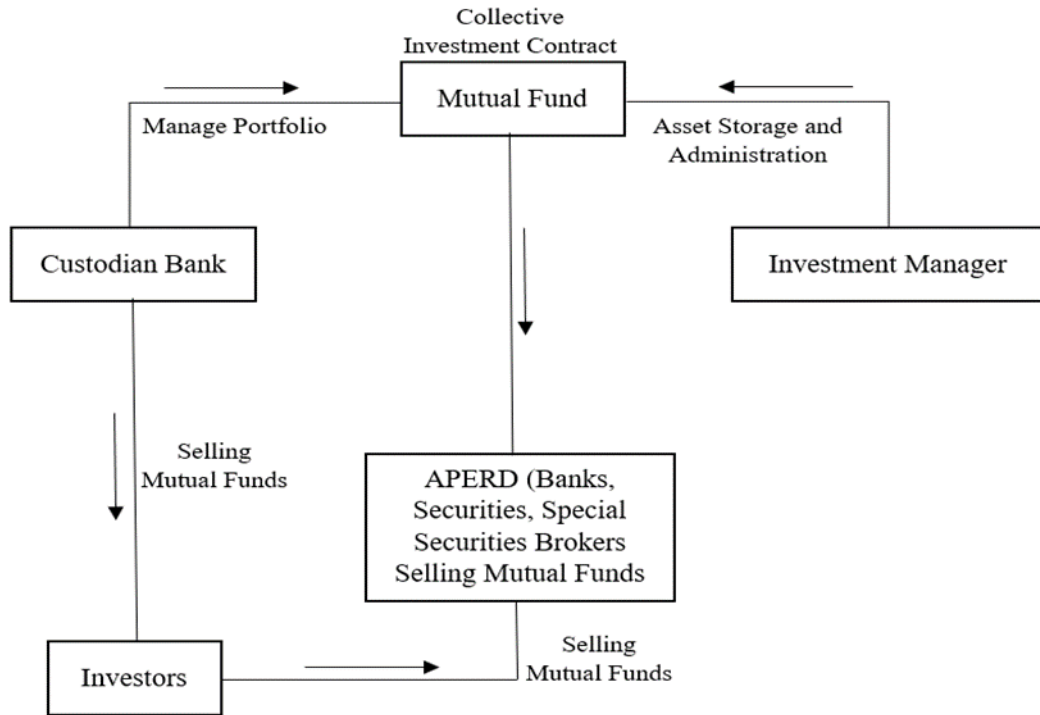 Collective
Investment Contract
Mutual Fund
Manage Portfolio
Asset Storage and
Administration
Custodian Bank
Investment Manager
Selling
Mutual Funds
APERD (Banks,
Securities, Special
Securities Brokers
Selling Mutual Funds
Selling
Mutual Funds
Investors